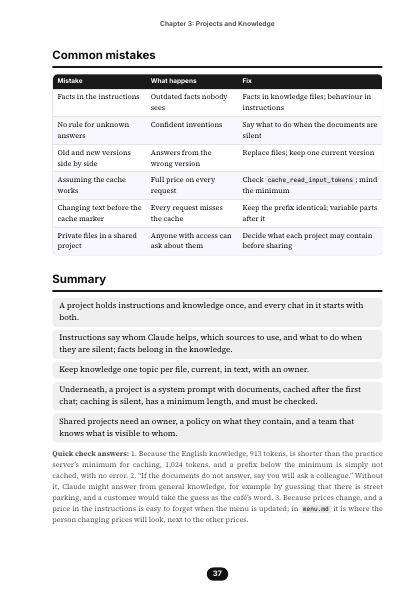 Chapter 3: Projects and Knowledge
Common mistakes
Mistake What happens Fix
Facts in the instructions Outdated facts nobody sees Facts in knowledge files; behaviour in instructions
No rule for unknown answers Confident inventions Say what to do when the documents are silent
Old and new versions side by side Answers from the wrong version Replace files; keep one current version
Assuming the cache works Full price on every request Check cache_read_input_tokens; mind the minimum
Changing text before the cache marker Every request misses the cache Keep the prefix identical; variable parts after it
Private files in a shared project Anyone with access can ask about them Decide what each project may contain before sharing
Summary
A project holds instructions and knowledge once, and every chat in it starts with
both.
Instructions say whom Claude helps, which sources to use, and what to do when
they are silent; facts belong in the knowledge.
Keep knowledge one topic per file, current, in text, with an owner.
Underneath, a project is a system prompt with documents, cached after the first
chat; caching is silent, has a minimum length, and must be checked.
Shared projects need an owner, a policy on what they contain, and a team that
knows what is visible to whom.
Quick check answers: 1. Because the English knowledge, 913 tokens, is shorter than the practice
server's minimum for caching, 1,024 tokens, and a prefix below the minimum is simply not
cached, with no error. 2. “If the documents do not answer, say you will ask a colleague.” Without
it, Claude might answer from general knowledge, for example by guessing that there is street
parking, and a customer would take the guess as the café's word. 3. Because prices change, and a
price in the instructions is easy to forget when the menu is updated; in menu.md it is where the
person changing prices will look, next to the other prices.
37